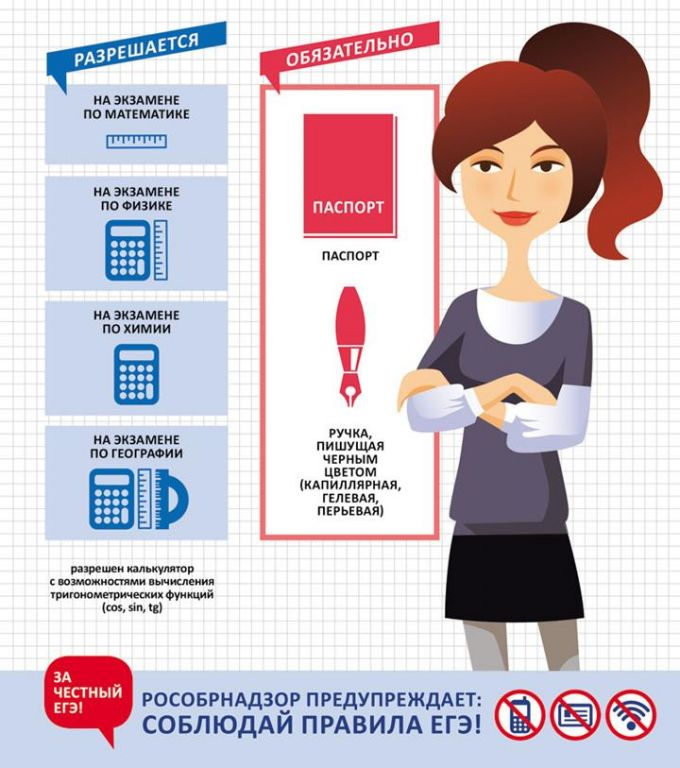 РАЗРЕШАЕТСЯ
НА ЭКЗАМЕНЕ
ПО МАТЕМАТИКЕ
НА ЭКЗАМЕНЕ
ПО ФИЗИКЕ
НА ЭКЗАМЕНЕ
ПО ХИМИИ
НА ЭКЗАМЕНЕ
ПО ГЕОГРАФИИ
разрешен калькулятор
с возможностями вычисления
тригонометрических функций
(cos, sin, tg)
ОБЯЗАТЕЛЬНО
ПАСПОРТ
ПАСПОРТ
РУЧКА,
ПИШУЩАЯ
ЧЕРНЫМ
ЦВЕТОМ
(КАПИЛЛЯРНАЯ,
ГЕЛЕВАЯ,
ПЕРЬЕВАЯ)
ЗА
ЧЕСТНЫЙ
ЕГЭ!
РОСОБРНАДЗОР ПРЕДУПРЕЖДАЕТ:
СОБЛЮДАЙ ПРАВИЛА ЕГЭ!